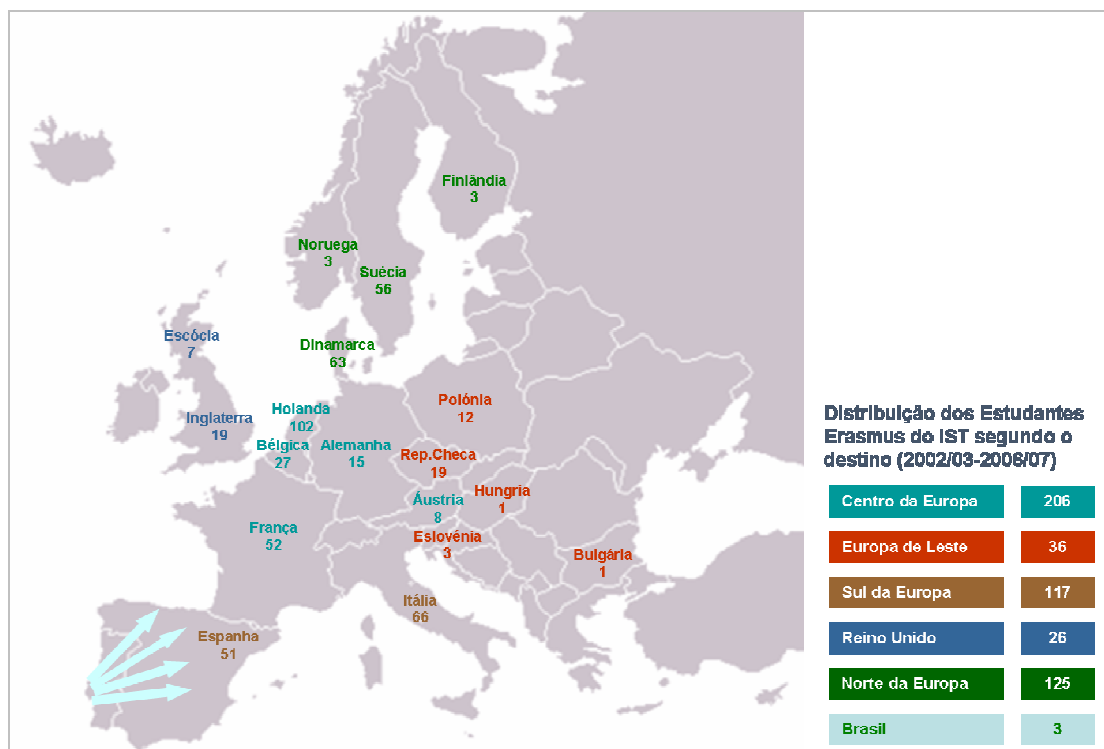 Finlândia
3
Noruega
3
Suécia
56
Escócia
7
Dinamarca
63
Inglaterra
19
Holanda
102
Bélgica
27
Alemanha
15
Polónia
12
Rep.Checa
19
Áustria
8
Hungria
1
França
52
Eslovénia
3
Bulgária
1
Itália
66
Espanha
51
Distribuição dos Estudantes
Erasmus do IST segundo o
destino (2002/03-2006/07)
Centro da Europa 206
Europa de Leste 36
Sul da Europa 117
Reino Unido 26
Norte da Europa 125
Brasil 3